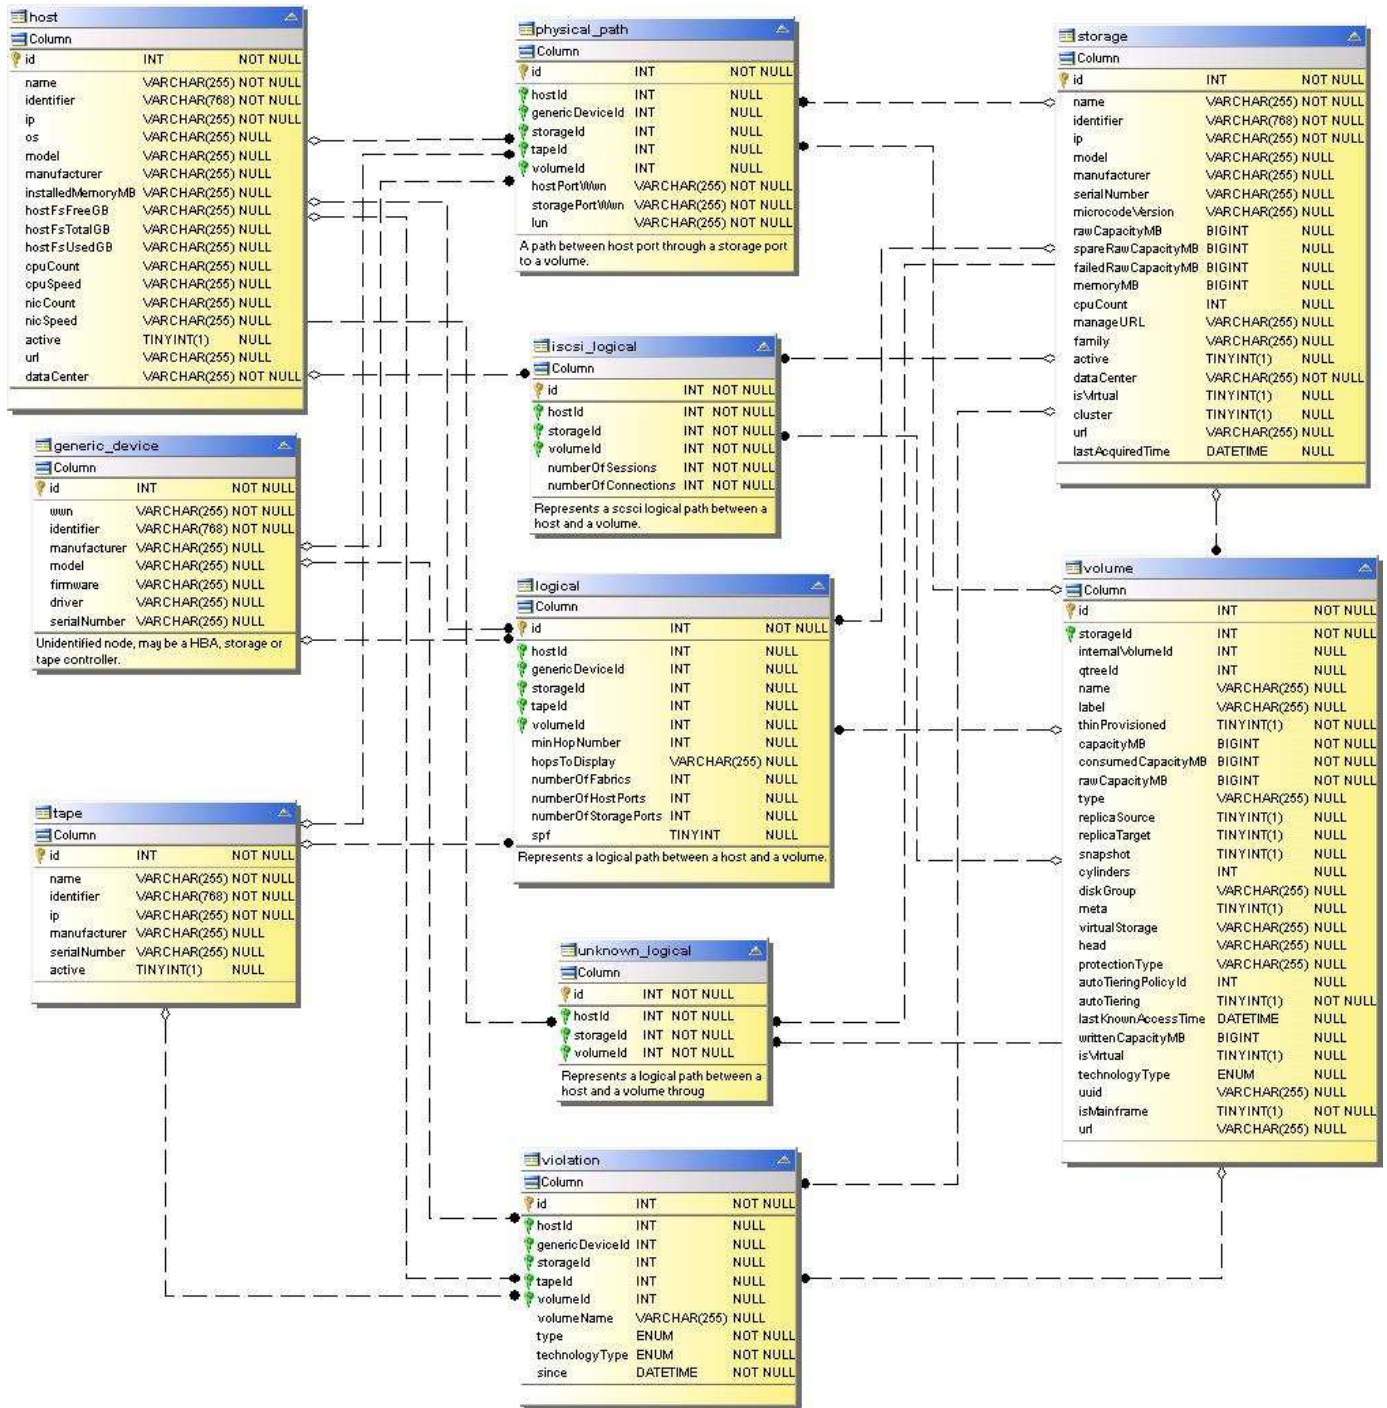 host
Column
id INT NOT NULL
name VARCHAR(255) NOT NULL
identifier VARCHAR(768) NOT NULL
ip VARCHAR(255) NOT NULL
os VARCHAR(255) NULL
model VARCHAR(255) NULL
manufacturer VARCHAR(255) NULL
installedMemoryMB VARCHAR(255) NULL
hostFsFreeGB VARCHAR(255) NULL
hostFsTotalGB VARCHAR(255) NULL
hostFsUsedGB VARCHAR(255) NULL
cpuCount VARCHAR(255) NULL
cpuSpeed VARCHAR(255) NULL
nicCount VARCHAR(255) NULL
nicSpeed VARCHAR(255) NULL
active TINYINT(1) NULL
url VARCHAR(255) NULL
dataCenter VARCHAR(255) NOT NULL
generic_device
Column
id INT NOT NULL
wwn VARCHAR(255) NOT NULL
identifier VARCHAR(768) NOT NULL
manufacturer VARCHAR(255) NULL
model VARCHAR(255) NULL
firmware VARCHAR(255) NULL
driver VARCHAR(255) NULL
serialNumber VARCHAR(255) NULL
Unidentified node, may be a HBA, storage or
tape controller.
tape
Column
id INT NOT NULL
name VARCHAR(255) NOT NULL
identifier VARCHAR(768) NOT NULL
ip VARCHAR(255) NOT NULL
manufacturer VARCHAR(255) NULL
serialNumber VARCHAR(255) NULL
active TINYINT(1) NULL
physical_path
Column
id INT NOT NULL
hostId INT NULL
genericDeviceId INT NULL
storageId INT NULL
tapeId INT NULL
volumeId INT NULL
hostPortWwn VARCHAR(255) NOT NULL
storagePortWwn VARCHAR(255) NOT NULL
lun VARCHAR(255) NOT NULL
A path between host port through a storage port
to a volume.
iscsi_logical
Column
id INT NOT NULL
hostId INT NOT NULL
storageId INT NOT NULL
volumeId INT NOT NULL
numberOfSessions INT NOT NULL
numberOfConnections INT NOT NULL
Represents a scsci logical path between a
host and a volume.
logical
Column
id INT NOT NULL
hostId INT NULL
genericDeviceId INT NULL
storageId INT NULL
tapeId INT NULL
volumeId INT NULL
minHopNumber INT NULL
hopsToDisplay VARCHAR(255) NULL
numberOfFabrics INT NULL
numberOfHostPorts INT NULL
numberOfStoragePorts INT NULL
spf TINYINT NULL
Represents a logical path between a host and a volume.
unknown_logical
Column
id INT NOT NULL
hostId INT NOT NULL
storageId INT NOT NULL
volumeId INT NOT NULL
Represents a logical path between a
host and a volume throug
violation
Column
id INT NOT NULL
hostId INT NULL
genericDeviceId INT NULL
storageId INT NULL
tapeId INT NULL
volumeId INT NULL
volumeName VARCHAR(255) NULL
type ENUM NOT NULL
technologyType ENUM NOT NULL
since DATETIME NOT NULL
storage
Column
id INT NOT NULL
name VARCHAR(255) NOT NULL
identifier VARCHAR(768) NOT NULL
ip VARCHAR(255) NOT NULL
model VARCHAR(255) NULL
manufacturer VARCHAR(255) NULL
serialNumber VARCHAR(255) NULL
microcodeVersion VARCHAR(255) NULL
rawCapacityMB BIGINT NULL
spareRawCapacityMB BIGINT NULL
failedRawCapacityMB BIGINT NULL
memoryMB BIGINT NULL
cpuCount INT NULL
manageURL VARCHAR(255) NULL
family VARCHAR(255) NULL
active TINYINT(1) NULL
dataCenter VARCHAR(255) NOT NULL
isVirtual TINYINT(1) NULL
cluster TINYINT(1) NULL
url VARCHAR(255) NULL
lastAcquiredTime DATETIME NULL
volume
Column
id INT NOT NULL
storageId INT NOT NULL
internalVolumeId INT NULL
qtreeId INT NULL
name VARCHAR(255) NULL
label VARCHAR(255) NULL
thinProvisioned TINYINT(1) NOT NULL
capacityMB BIGINT NOT NULL
consumedCapacityMB BIGINT NOT NULL
rawCapacityMB BIGINT NOT NULL
type VARCHAR(255) NULL
replicaSource TINYINT(1) NULL
replicaTarget TINYINT(1) NULL
snapshot TINYINT(1) NULL
cylinders INT NULL
diskGroup VARCHAR(255) NULL
meta TINYINT(1) NULL
virtualStorage VARCHAR(255) NULL
head VARCHAR(255) NULL
protectionType VARCHAR(255) NULL
autoTieringPolicyId INT NULL
autoTiering TINYINT(1) NOT NULL
lastKnownAccessTime DATETIME NULL
writtenCapacityMB BIGINT NULL
isVirtual TINYINT(1) NULL
technologyType ENUM NULL
uuid VARCHAR(255) NULL
isMainframe TINYINT(1) NOT NULL
url VARCHAR(255) NULL